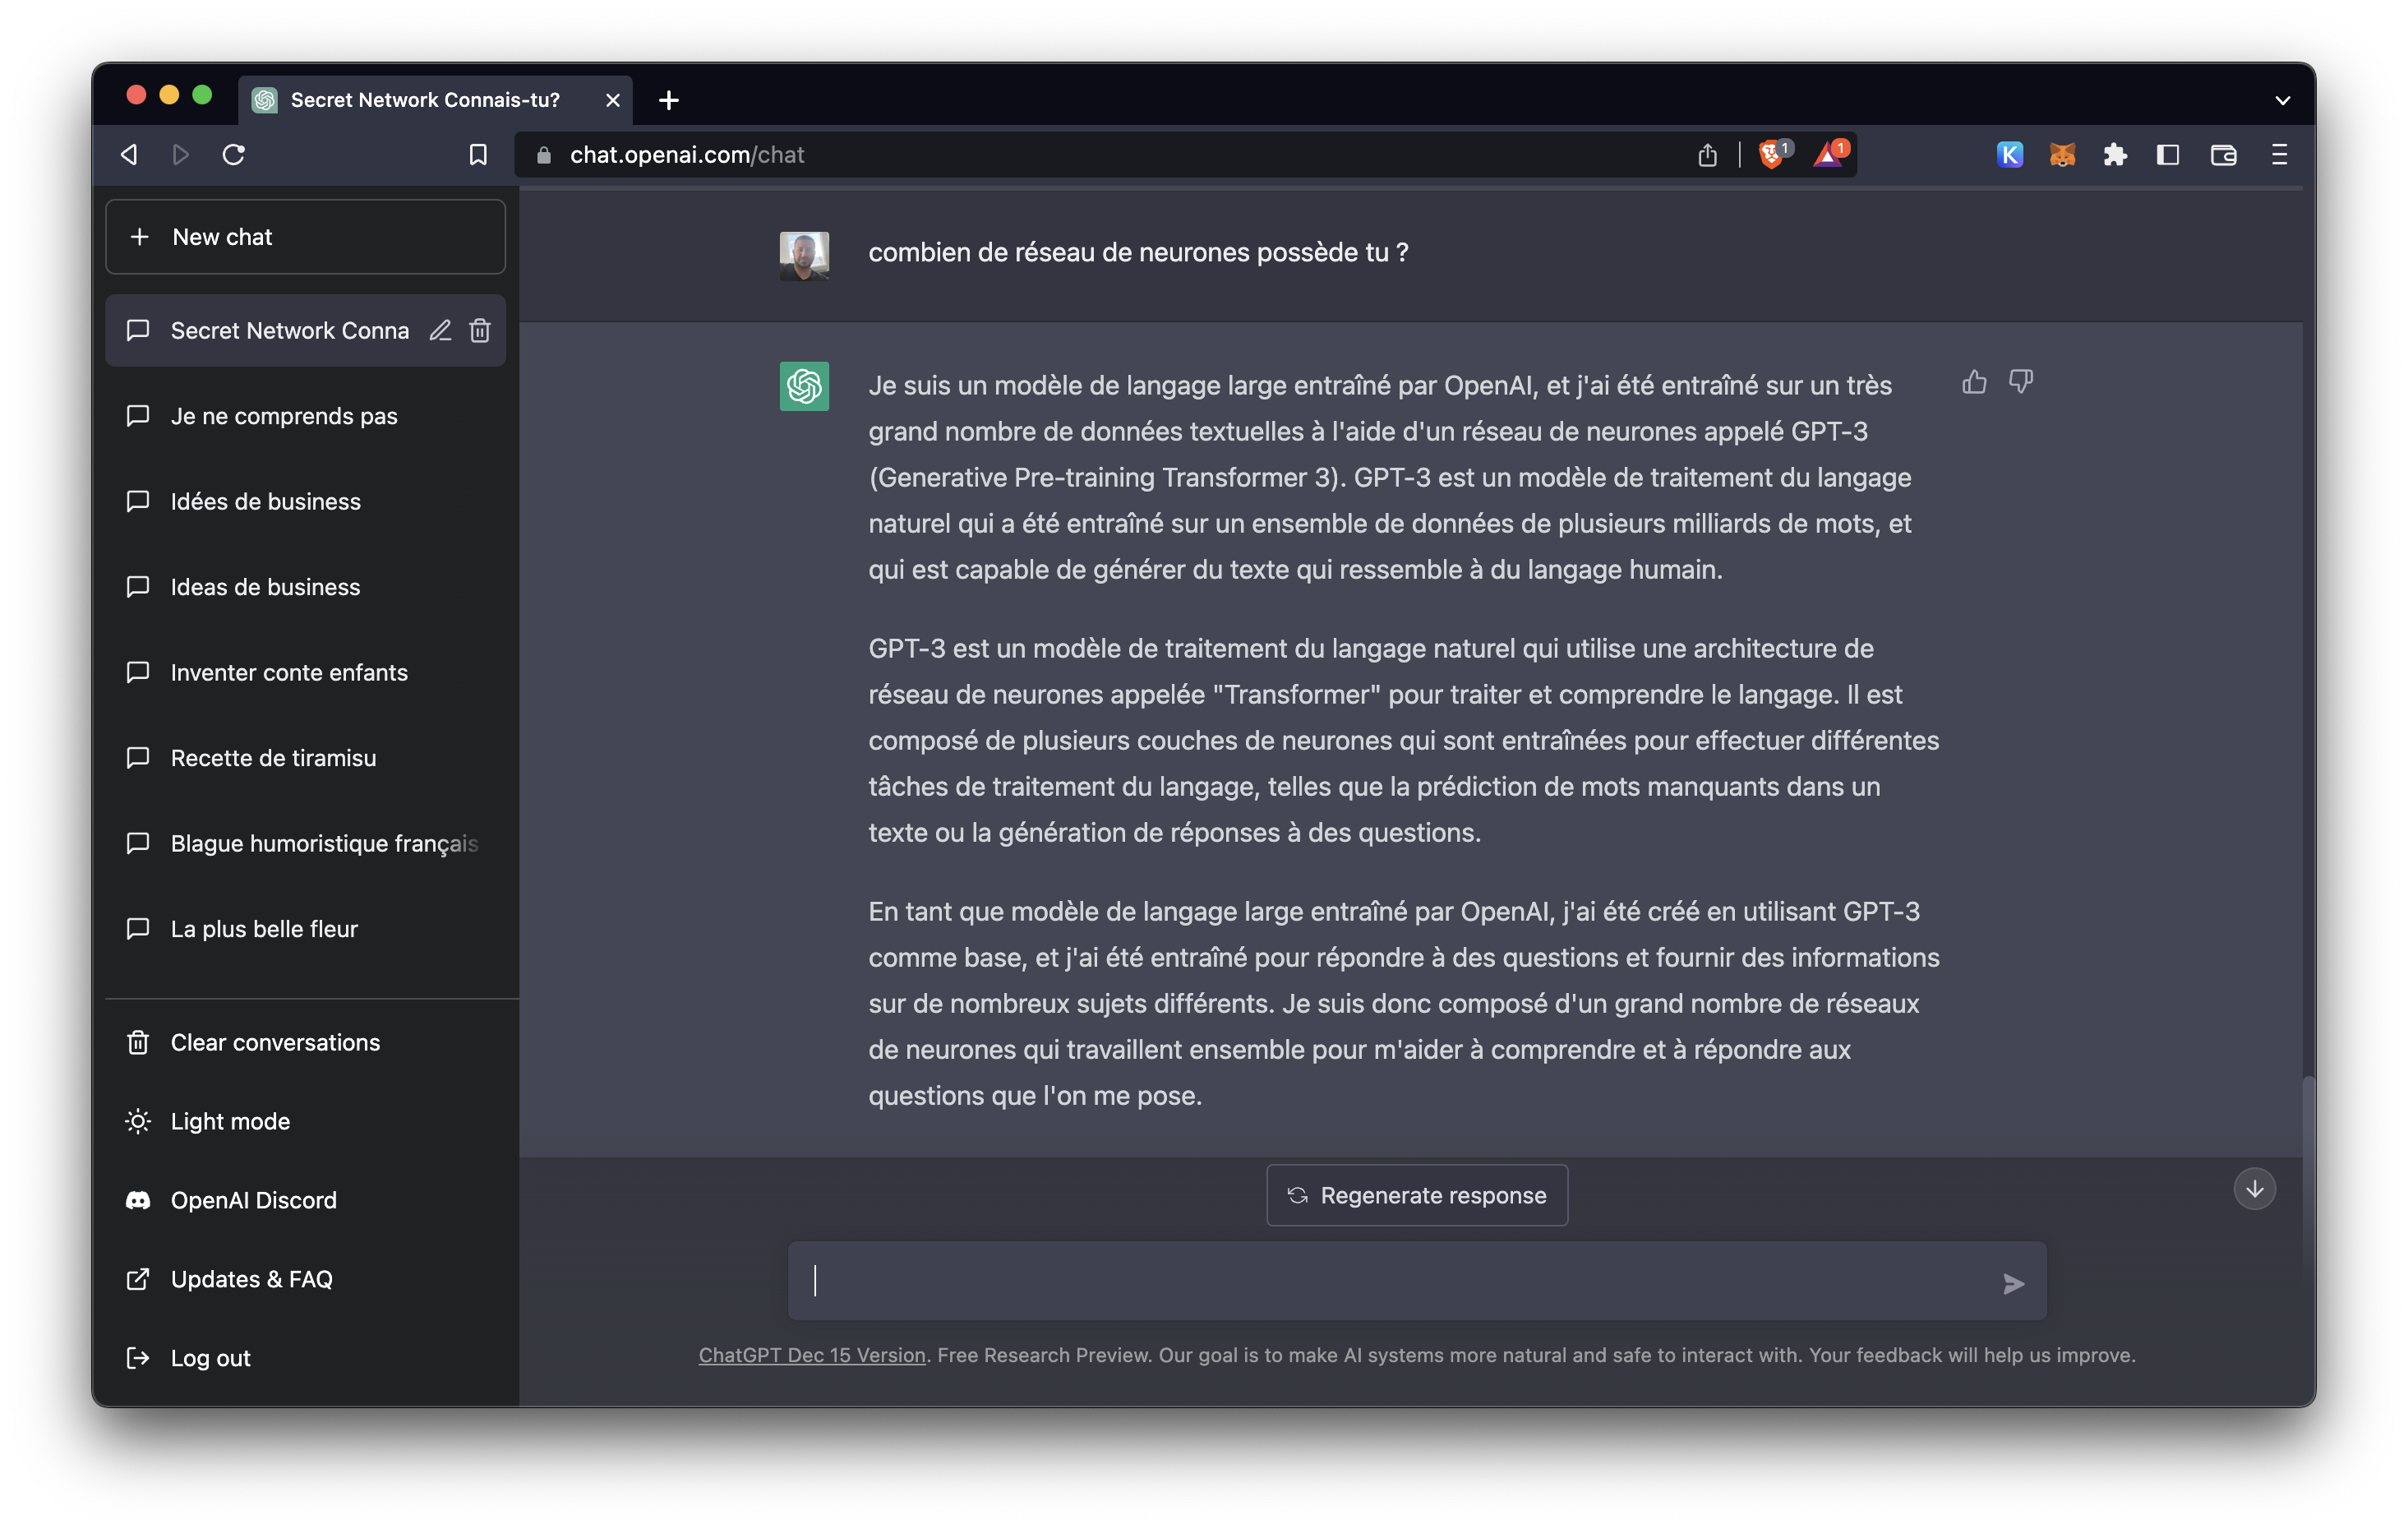 Secret Network Connais-tu?
chat.openai.com/chat
1
1
K
New chat
Secret Network Conna
Je ne comprends pas
Idées de business
Ideas de business
Inventer conte enfants
Recette de tiramisu
Blague humoristique français
La plus belle fleur
Clear conversations
Light mode
OpenAI Discord
Updates & FAQ
Log out
combien de réseau de neurones possède tu ?
Je suis un modèle de langage large entraîné par OpenAI, et j'ai été entraîné sur un très
grand nombre de données textuelles à l'aide d'un réseau de neurones appelé GPT-3
(Generative Pre-training Transformer 3). GPT-3 est un modèle de traitement du langage
naturel qui a été entraîné sur un ensemble de données de plusieurs milliards de mots, et
qui est capable de générer du texte qui ressemble à du langage humain.
GPT-3 est un modèle de traitement du langage naturel qui utilise une architecture de
réseau de neurones appelée "Transformer" pour traiter et comprendre le langage. Il est
composé de plusieurs couches de neurones qui sont entraînées pour effectuer différentes
tâches de traitement du langage, telles que la prédiction de mots manquants dans un
texte ou la génération de réponses à des questions.
En tant que modèle de langage large entraîné par OpenAI, j'ai été créé en utilisant GPT-3
comme base, et j'ai été entraîné pour répondre à des questions et fournir des informations
sur de nombreux sujets différents. Je suis donc composé d'un grand nombre de réseaux
de neurones qui travaillent ensemble pour m'aider à comprendre et à répondre aux
questions que l'on me pose.
Regenerate response
ChatGPT Dec 15 Version. Free Research Preview. Our goal is to make AI systems more natural and safe to interact with. Your feedback will help us improve.